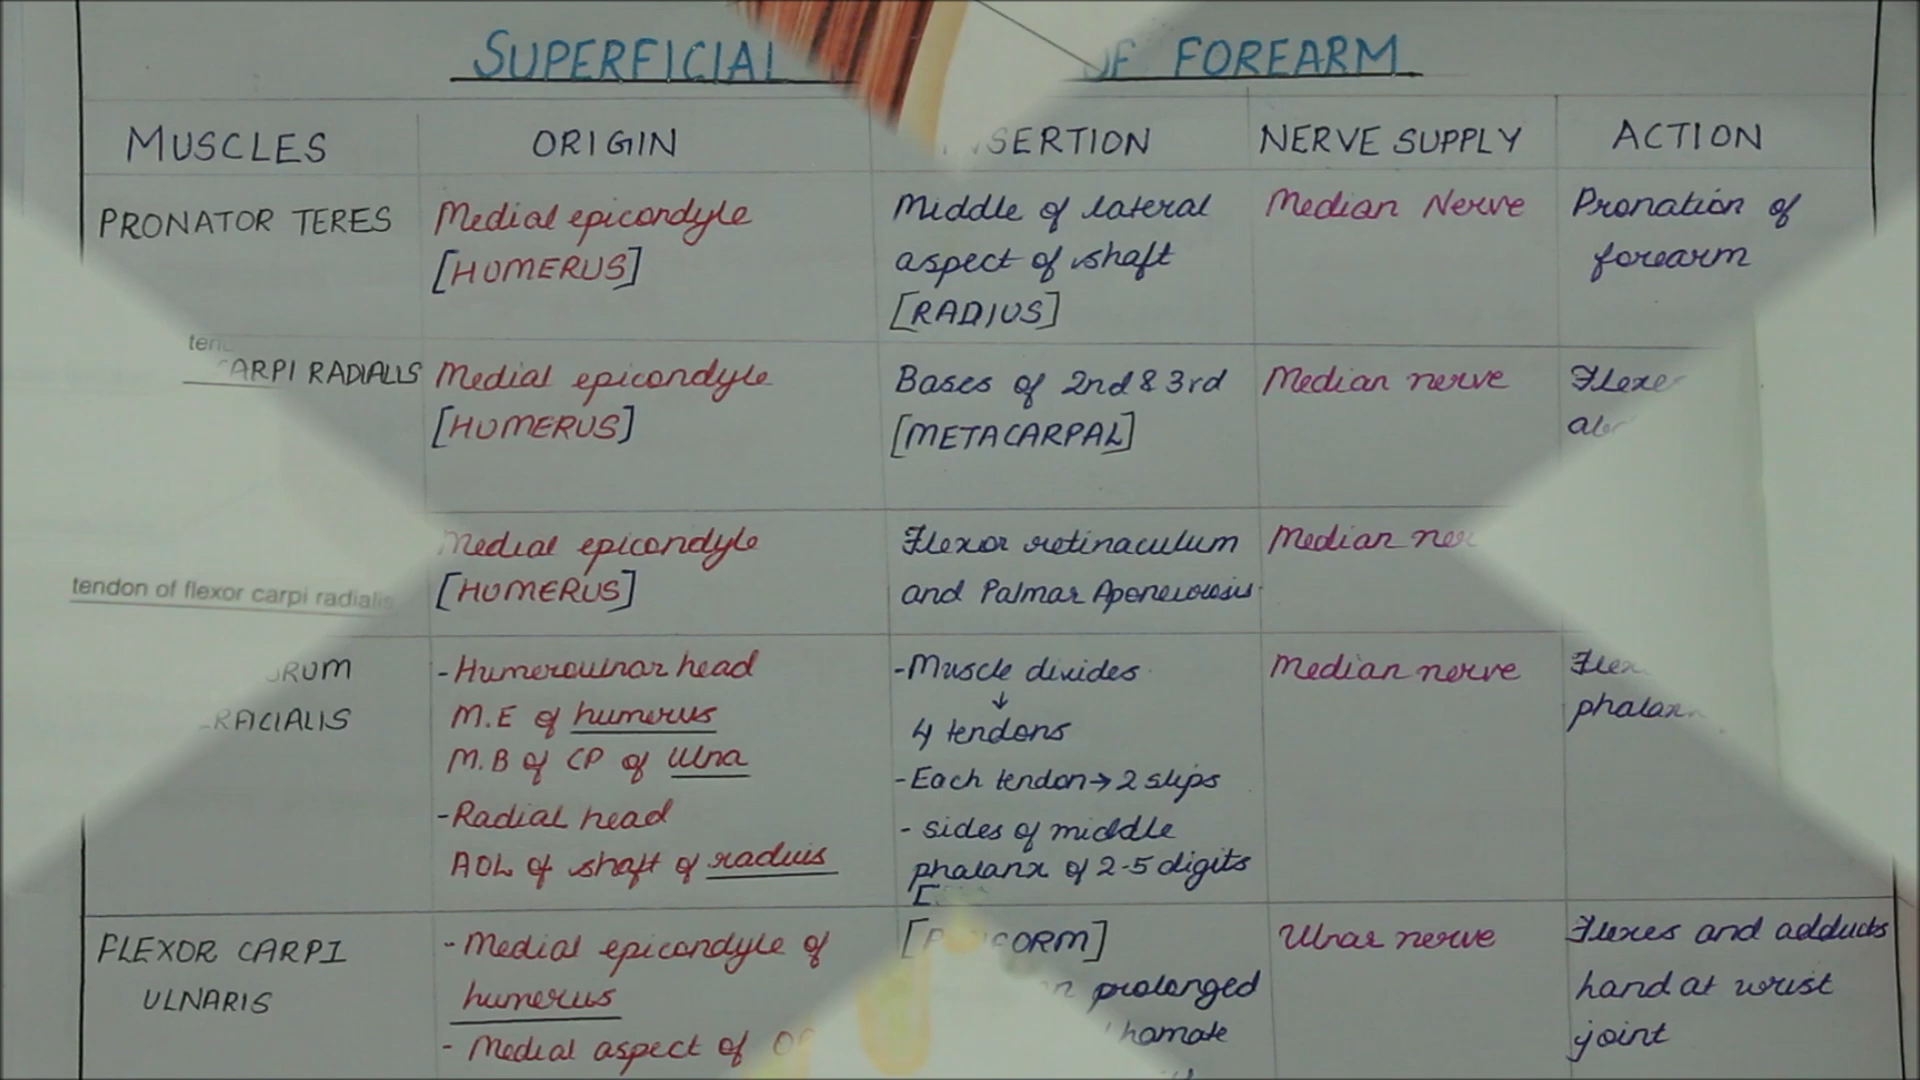 SUPERFICIAL OF FOREARM
MUSCLES ORIGIN SERTION NERVE SUPPLY ACTION
PRONATOR TERES
Medial epicondyle
[HUMERUS]
Middle of lateral
aspect of shaft
[RADIUS]
Median Nerve
Pronation of
forearm
CARPI RADIALIS
Medial epicondyle
[HUMERUS]
Bases of 2nd & 3rd
[METACARPAL]
Median nerve
tendon of flexor carpi radialis
Medial epicondyle
[HUMERUS]
Flexor retinaculum
and Palmar Aponeurosis
Median
- Humeroulnar head
M.E of humerus
M.B of CP of Ulna
- Radial head
AOL of shaft of radius
- Muscle divides
↓
4 tendons
- Each tendon → 2 slips
- sides of middle
phalanx of 2-5 digits
Median nerve
FLEXOR CARPI
ULNARIS
- Medial epicondyle of
humerus
- Medial aspect of
prolonged
hamate
Ulnar nerve
Flexes and adducts
hand at wrist
joint